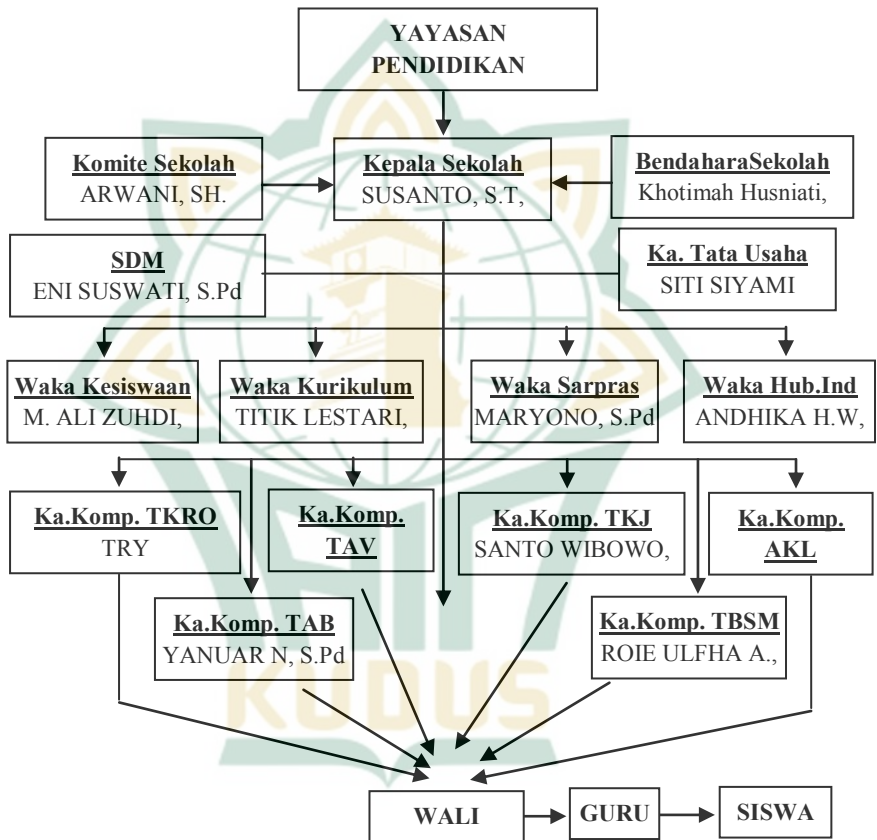 YAYASAN
PENDIDIKAN
Komite Sekolah
ARWANI, SH.
Kepala Sekolah
SUSANTO, S.T,
BendaharaSekolah
Khotimah Husniati,
SDM
ENI SUSWATI, S.Pd
Ka. Tata Usaha
SITI SIYAMI
Waka Kesiswaan
M. ALI ZUHDI,
Waka Kurikulum
TITIK LESTARI,
Waka Sarpras
MARYONO, S.Pd
Waka Hub.Ind
ANDHIKA H.W,
Ka.Komp. TKRO
TRY
Ka.Komp.
TAV
Ka.Komp. TKJ
SANTO WIBOWO,
Ka.Komp.
AKL
Ka.Komp. TAB
YANUAR N, S.Pd
Ka.Komp. TBSM
ROIE ULFHA A.,
KUDUS
WALI
GURU
SISWA